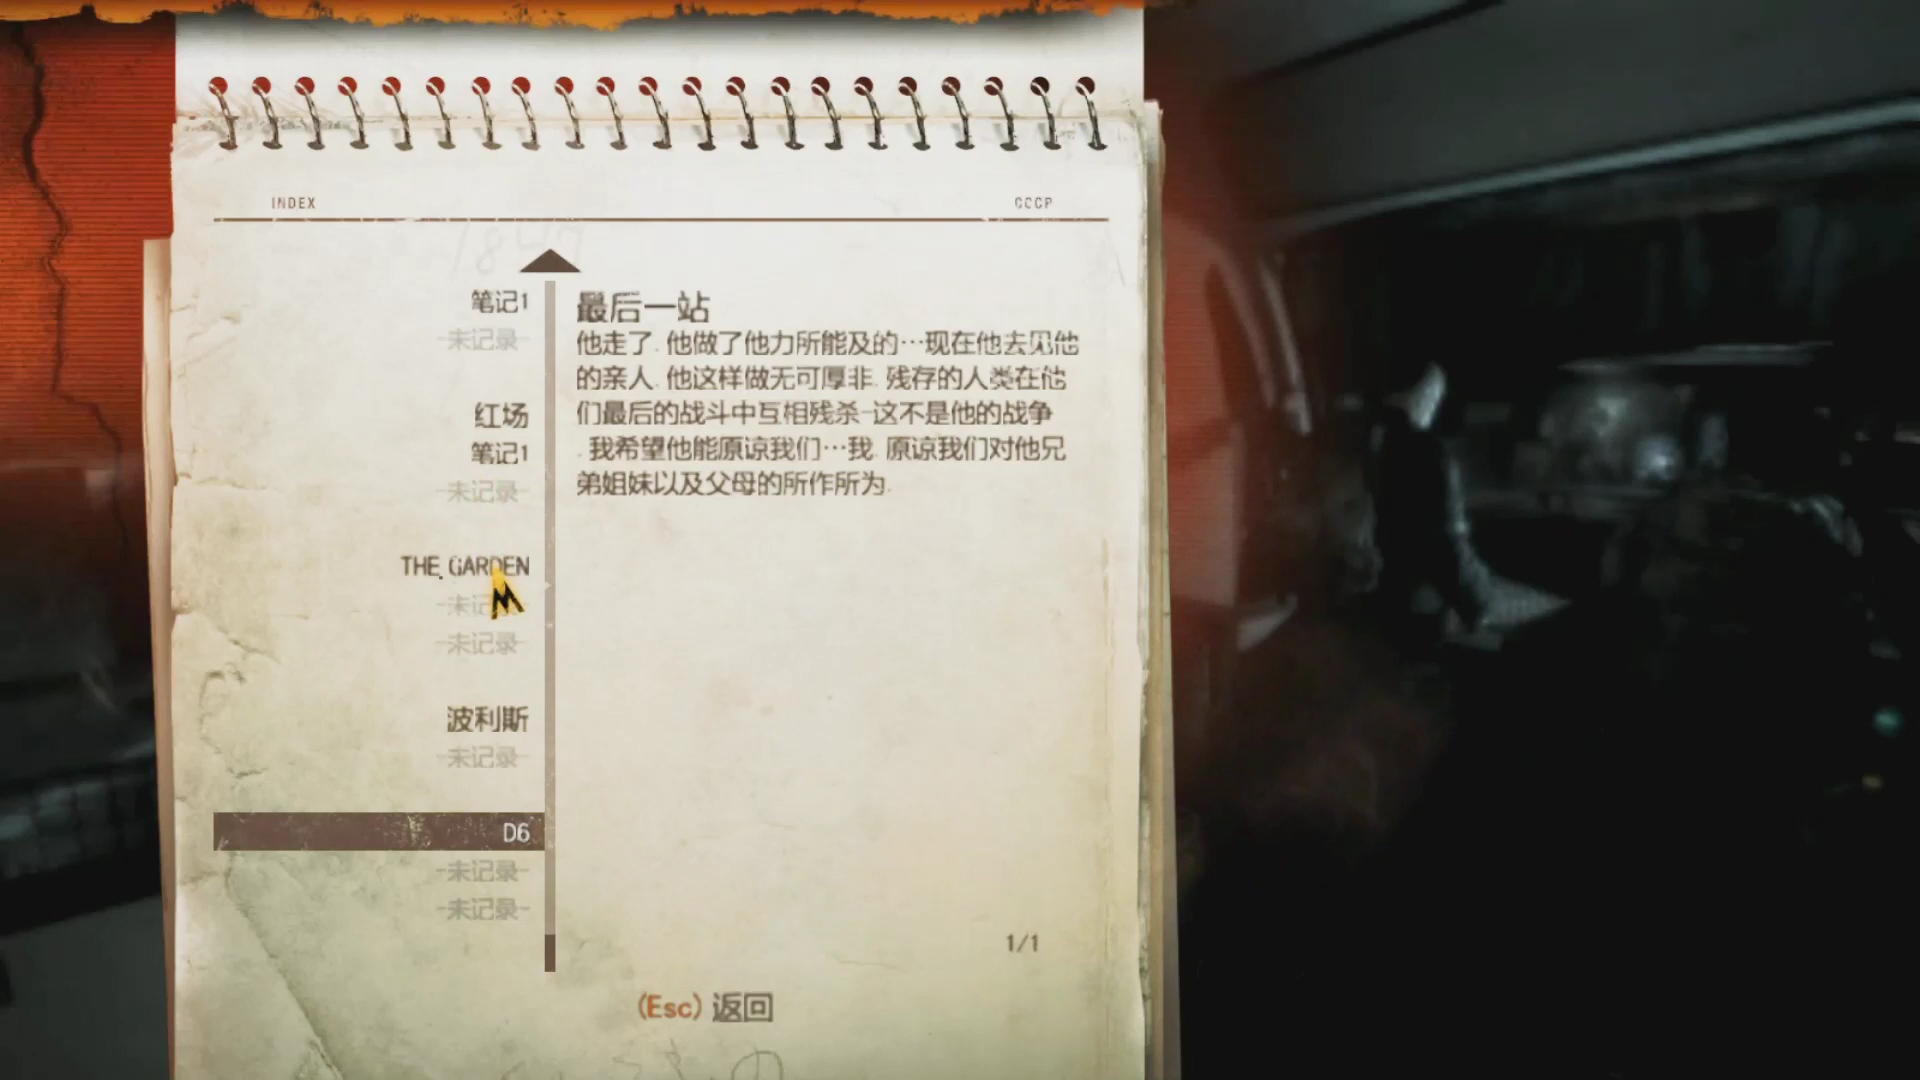 INDEX
CCCP
笔记1
-未记录-
红场
笔记1
-未记录-
THE GARDEN
-未记录-
-未记录-
波利斯
-未记录-
D6
-未记录-
-未记录-
最后一站
他走了.他做了他力所能及的…现在他去见他
的亲人.他这样做无可厚非.残存的人类在他
们最后的战斗中互相残杀-这不是他的战争
.我希望他能原谅我们…我.原谅我们对他兄
弟姐妹以及父母的所作所为.
1/1
(Esc) 返回